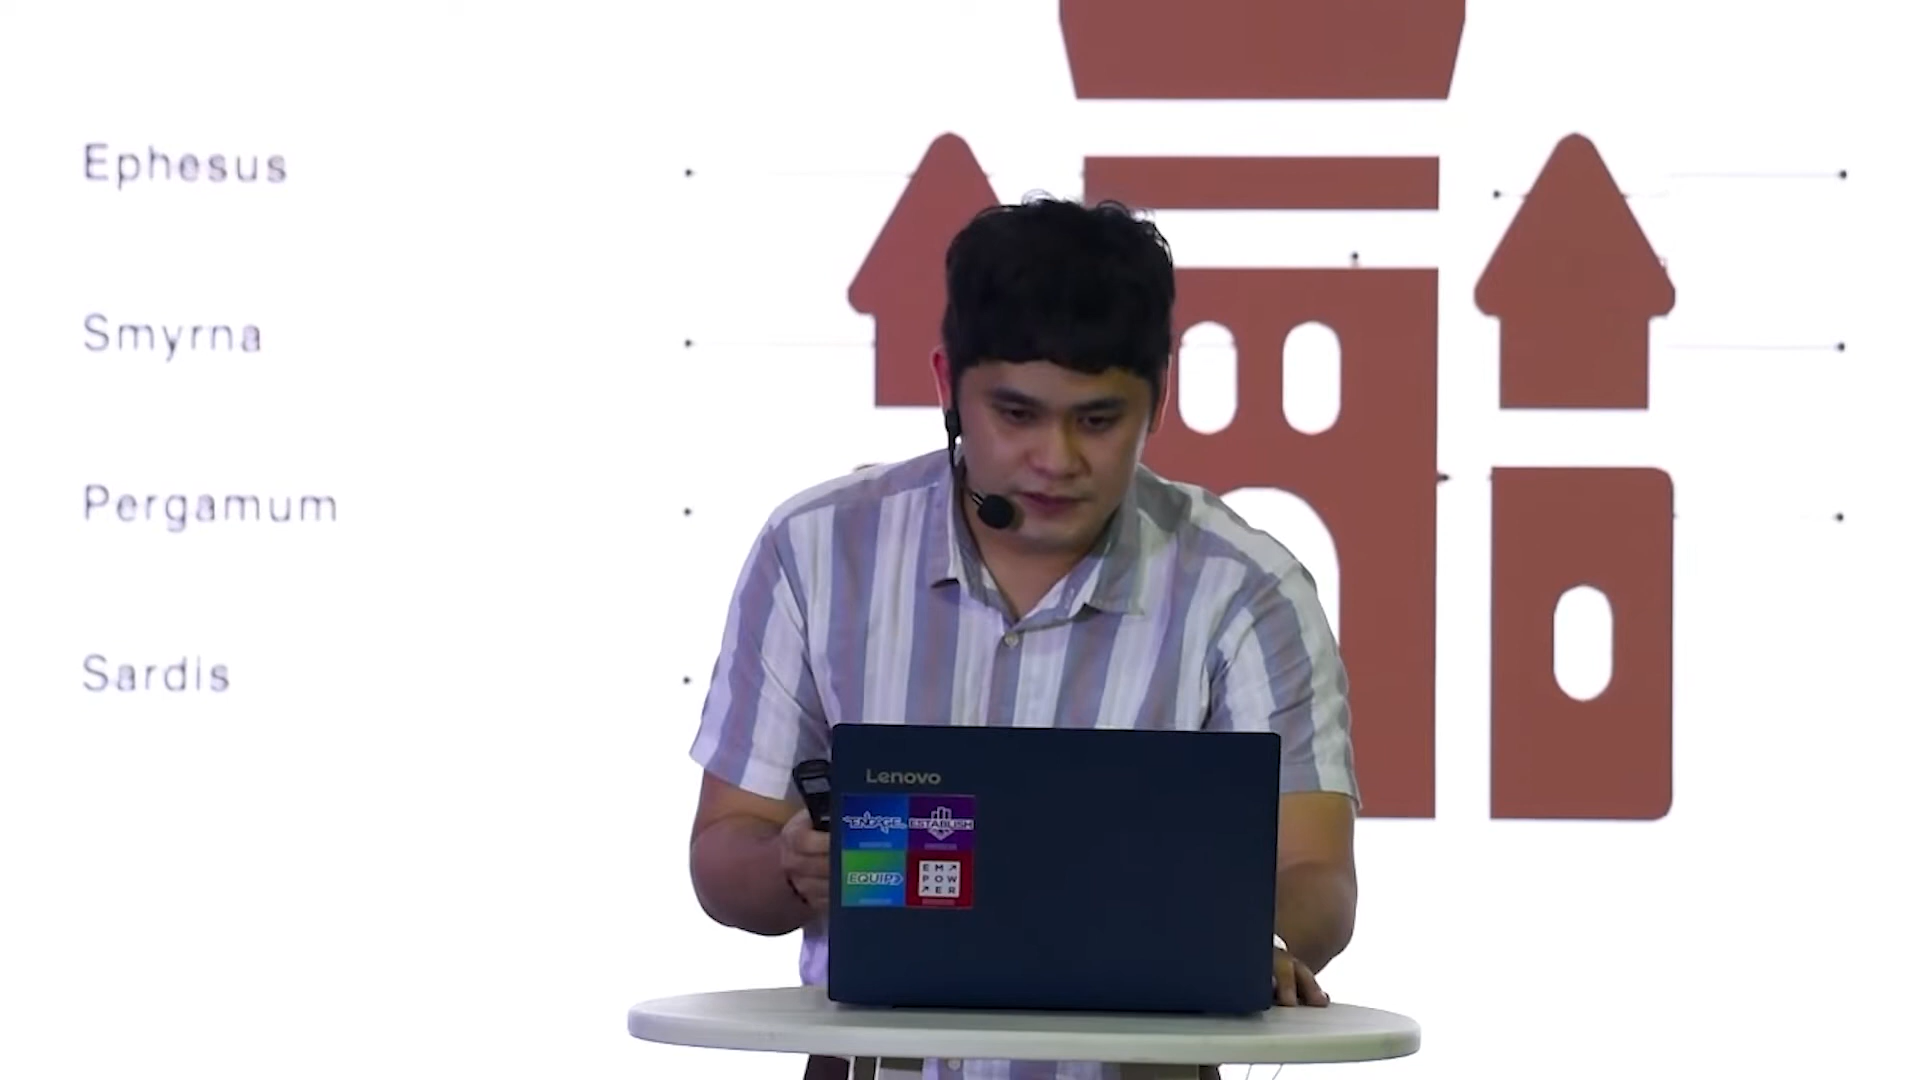 Ephesus
Smyrna
Pergamum
Sardis
Lenovo
ENGAGE
ESTABLISH
EQUIP
EM
POW
ER